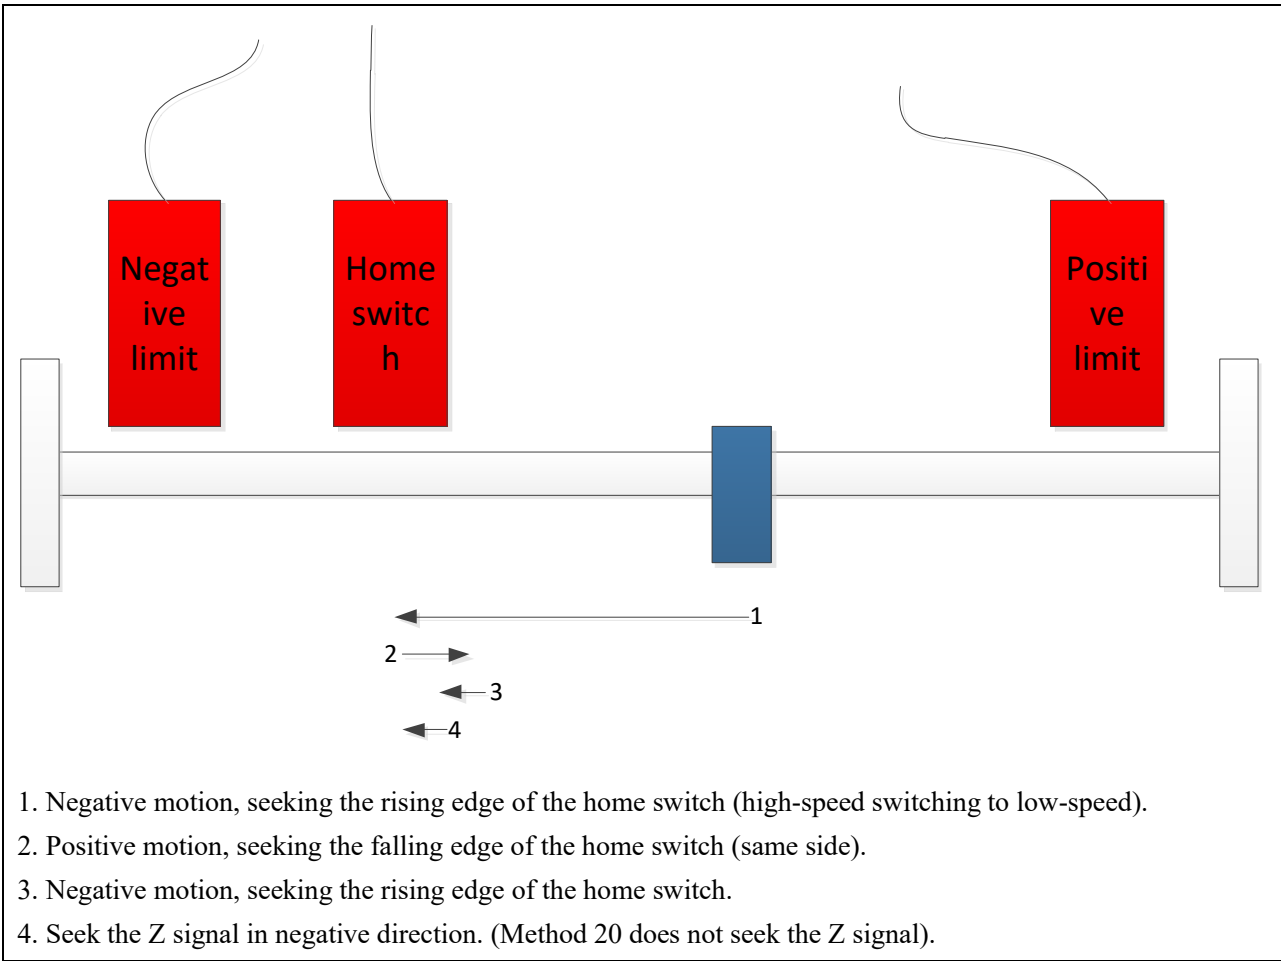 Negat
ive
limit
Home
switc
h
Positi
ve
limit
1
2
3
4
1. Negative motion, seeking the rising edge of the home switch (high-speed switching to low-speed).
2. Positive motion, seeking the falling edge of the home switch (same side).
3. Negative motion, seeking the rising edge of the home switch.
4. Seek the Z signal in negative direction. (Method 20 does not seek the Z signal).